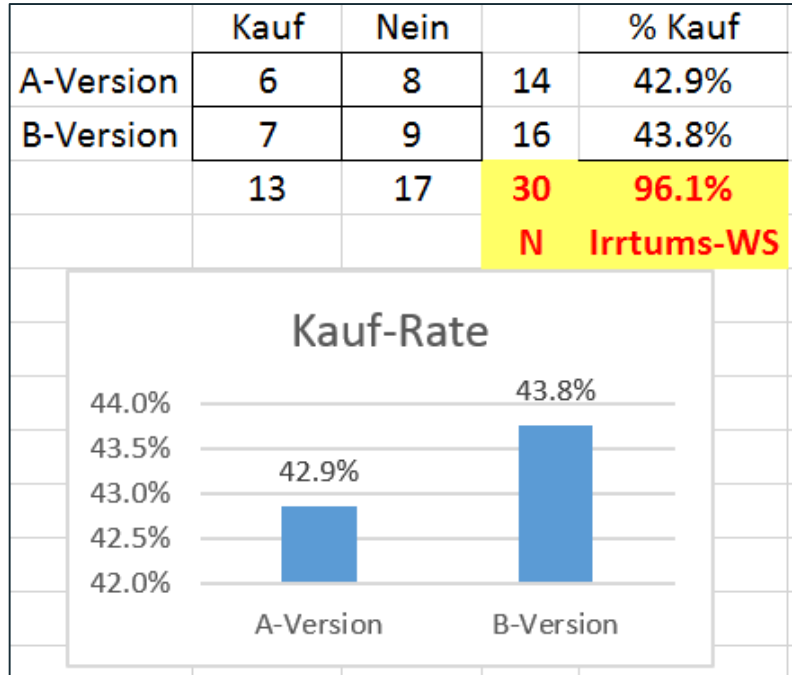 Kauf Nein % Kauf
A-Version 6 8 14 42.9%
B-Version 7 9 16 43.8%
13 17 30 96.1%
N Irrtums-WS
Kauf-Rate
44.0%
43.5%
43.0%
42.5%
42.0%
42.9%
43.8%
A-Version B-Version